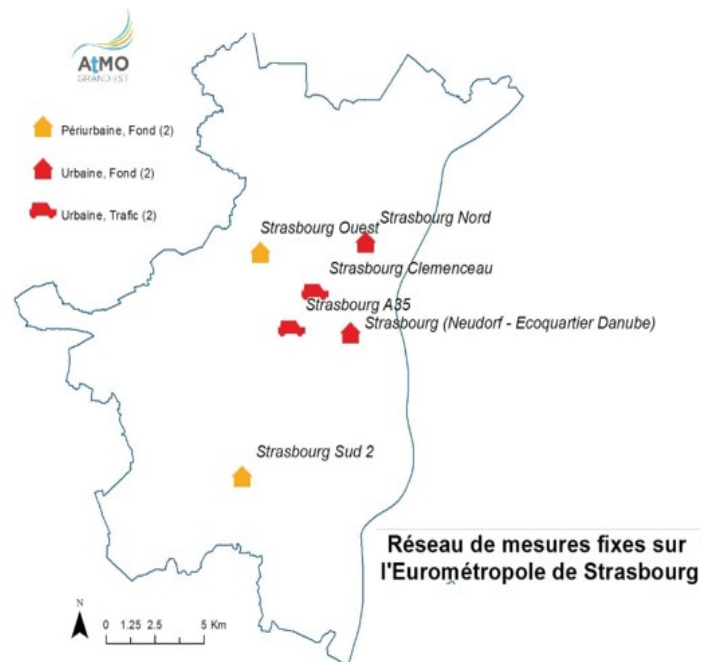 AtMO
GRAND EST
Périurbaine, Fond (2)
Urbaine, Fond (2)
Urbaine, Trafic (2)
Strasbourg Nord
Strasbourg Ouest
Strasbourg Clemenceau
Strasbourg A35
Strasbourg (Neudorf - Ecoquartier Danube)
Strasbourg Sud 2
Réseau de mesures fixes sur
l'Eurométropole de Strasbourg
N
0 1.25 2.5 5 Km